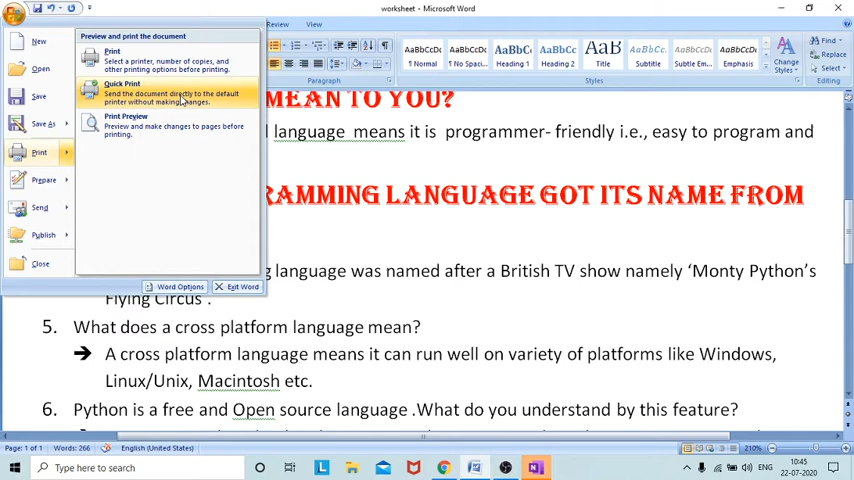 worksheet - Microsoft Word
Review View
New
Open
Save
Save As
Print
Prepare
Send
Publish
Close
Preview and print the document
Print
Select a printer, number of copies, and
other printing options before printing.
Quick Print
Send the document directly to the default
printer without making changes.
Print Preview
Preview and make changes to pages before
printing.
Word Options
Exit Word
AaBbCcDc AaBbCcDc AaBbC AaBbCc AaB AaBbCc. AaBbCcDc
¶ Normal ¶ No Spaci... Heading 1 Heading 2 Title Subtitle Emphasis
Change
Styles
Find
Replace
Select
Paragraph
Styles
Editing
MEAN TO YOU?
language means it is programmer- friendly i.e., easy to program and
RAMMING LANGUAGE GOT ITS NAME FROM
ng language was named after a British TV show namely ‘Monty Python’s
Flying Circus’.
5. What does a cross platform language mean?
➔ A cross platform language means it can run well on variety of platforms like Windows,
Linux/Unix, Macintosh etc.
6. Python is a free and Open source language .What do you understand by this feature?
Page: 1 of 1 Words: 266 English (United States) 210%
Type here to search
ENG
10:45
22-07-2020